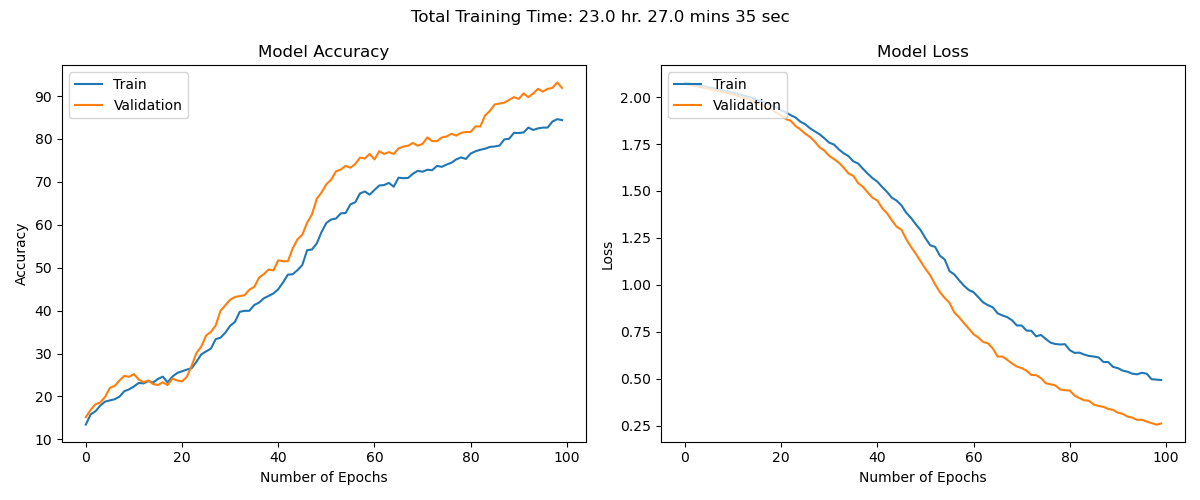 Total Training Time: 23.0 hr. 27.0 mins 35 sec
Model Accuracy
Train
Validation
90
80
70
60
50
40
30
20
10
Accuracy
0 20 40 60 80 100
Number of Epochs
Model Loss
Train
Validation
2.00
1.75
1.50
1.25
1.00
0.75
0.50
0.25
Loss
0 20 40 60 80 100
Number of Epochs